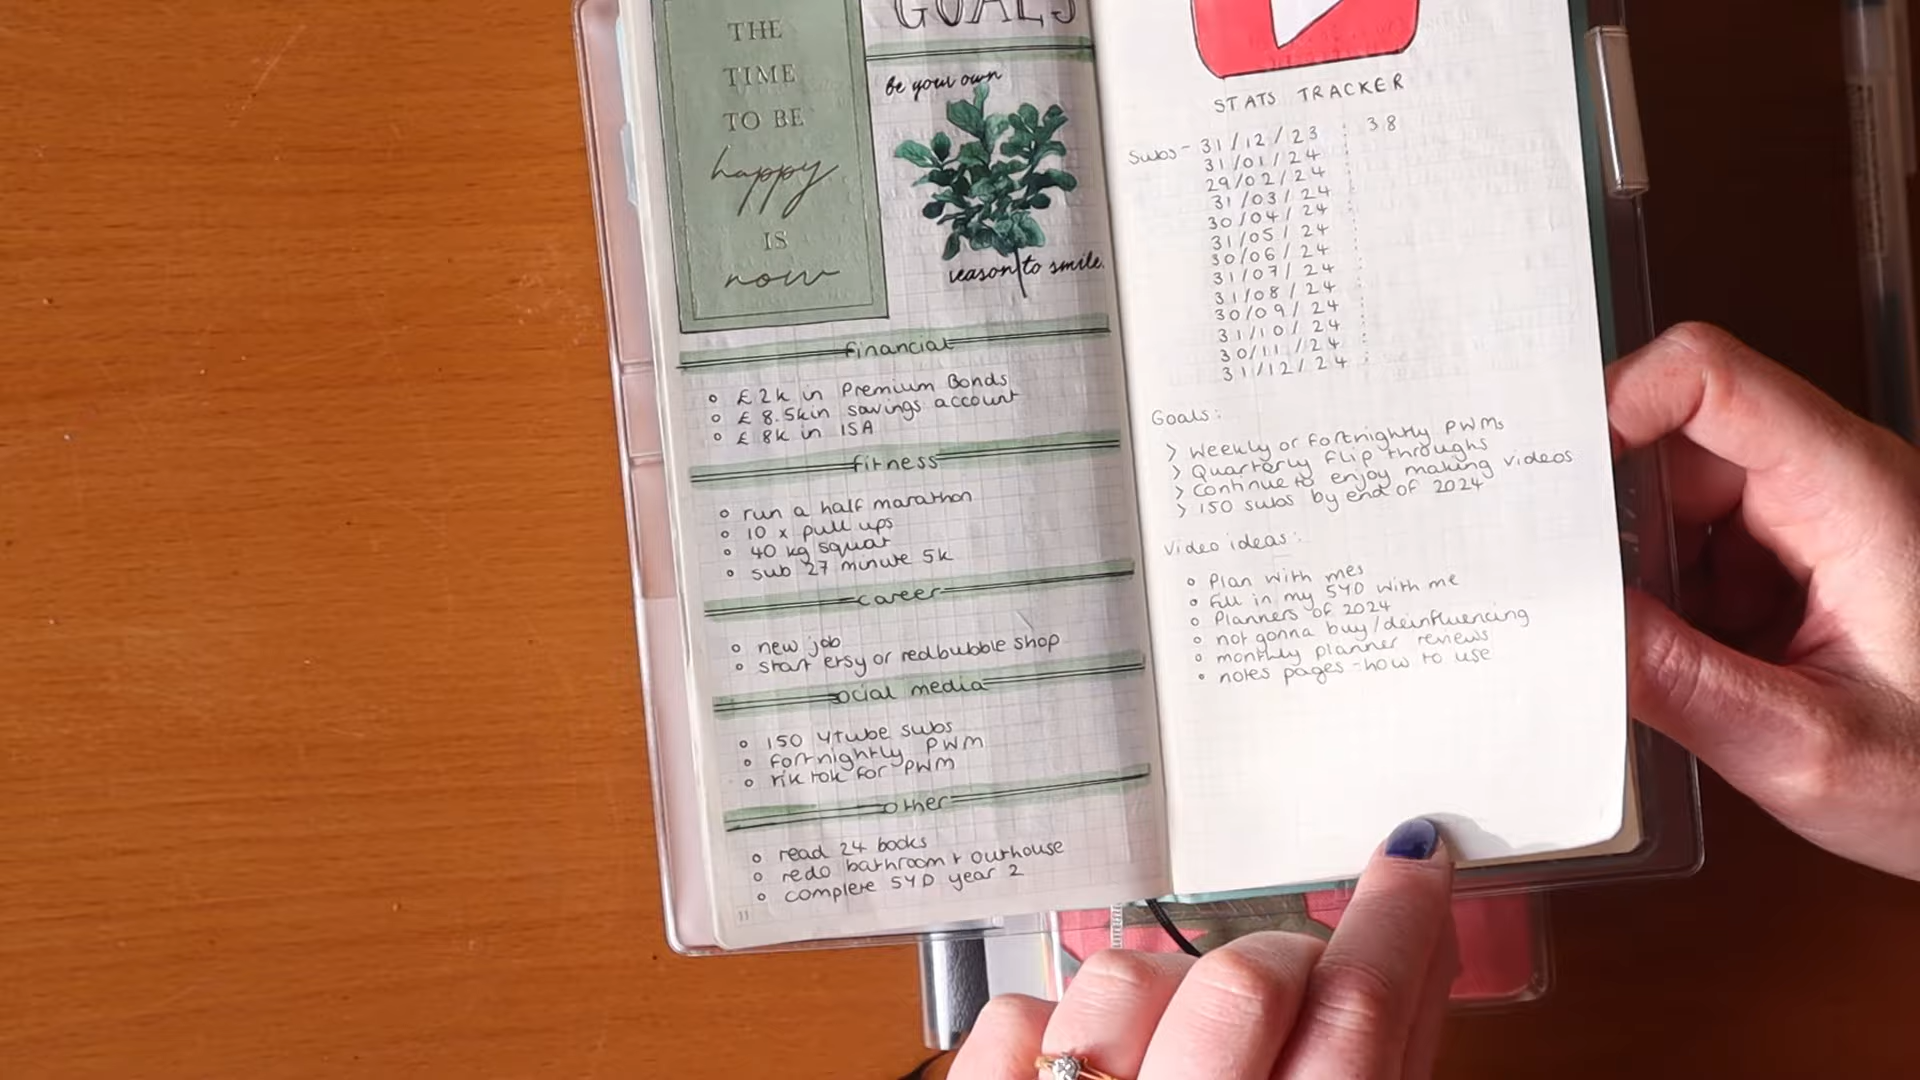 GOALS
THE
TIME
TO BE
happy
IS
now
be your own
reason to smile.
financial
£2k in Premium Bonds
£8.5k in savings account
£8k in ISA
fitness
run a half marathon
10 x pull ups
40 kg squat
sub 27 minute 5k
career
new job
start etsy or redbubble shop
social media
150 Ytube subs
fortnightly PWM
tik tok for PWM
other
read 24 books
redo bathroom + outhouse
complete 5YD year 2
11
STATS TRACKER
Subs - 31/12/23 : 38
31/01/24
29/02/24
31/03/24
30/04/24
31/05/24
30/06/24
31/07/24
31/08/24
30/09/24
31/10/24
30/11/24
31/12/24
Goals:
> Weekly or fortnightly PWMs
> Quarterly flip throughs
> Continue to enjoy making videos
> 150 subs by end of 2024
Video ideas:
Plan with mes
Fill in my 5YD with me
Planners of 2024
not gonna buy/deinfluencing
monthly planner reviews
notes pages - how to use